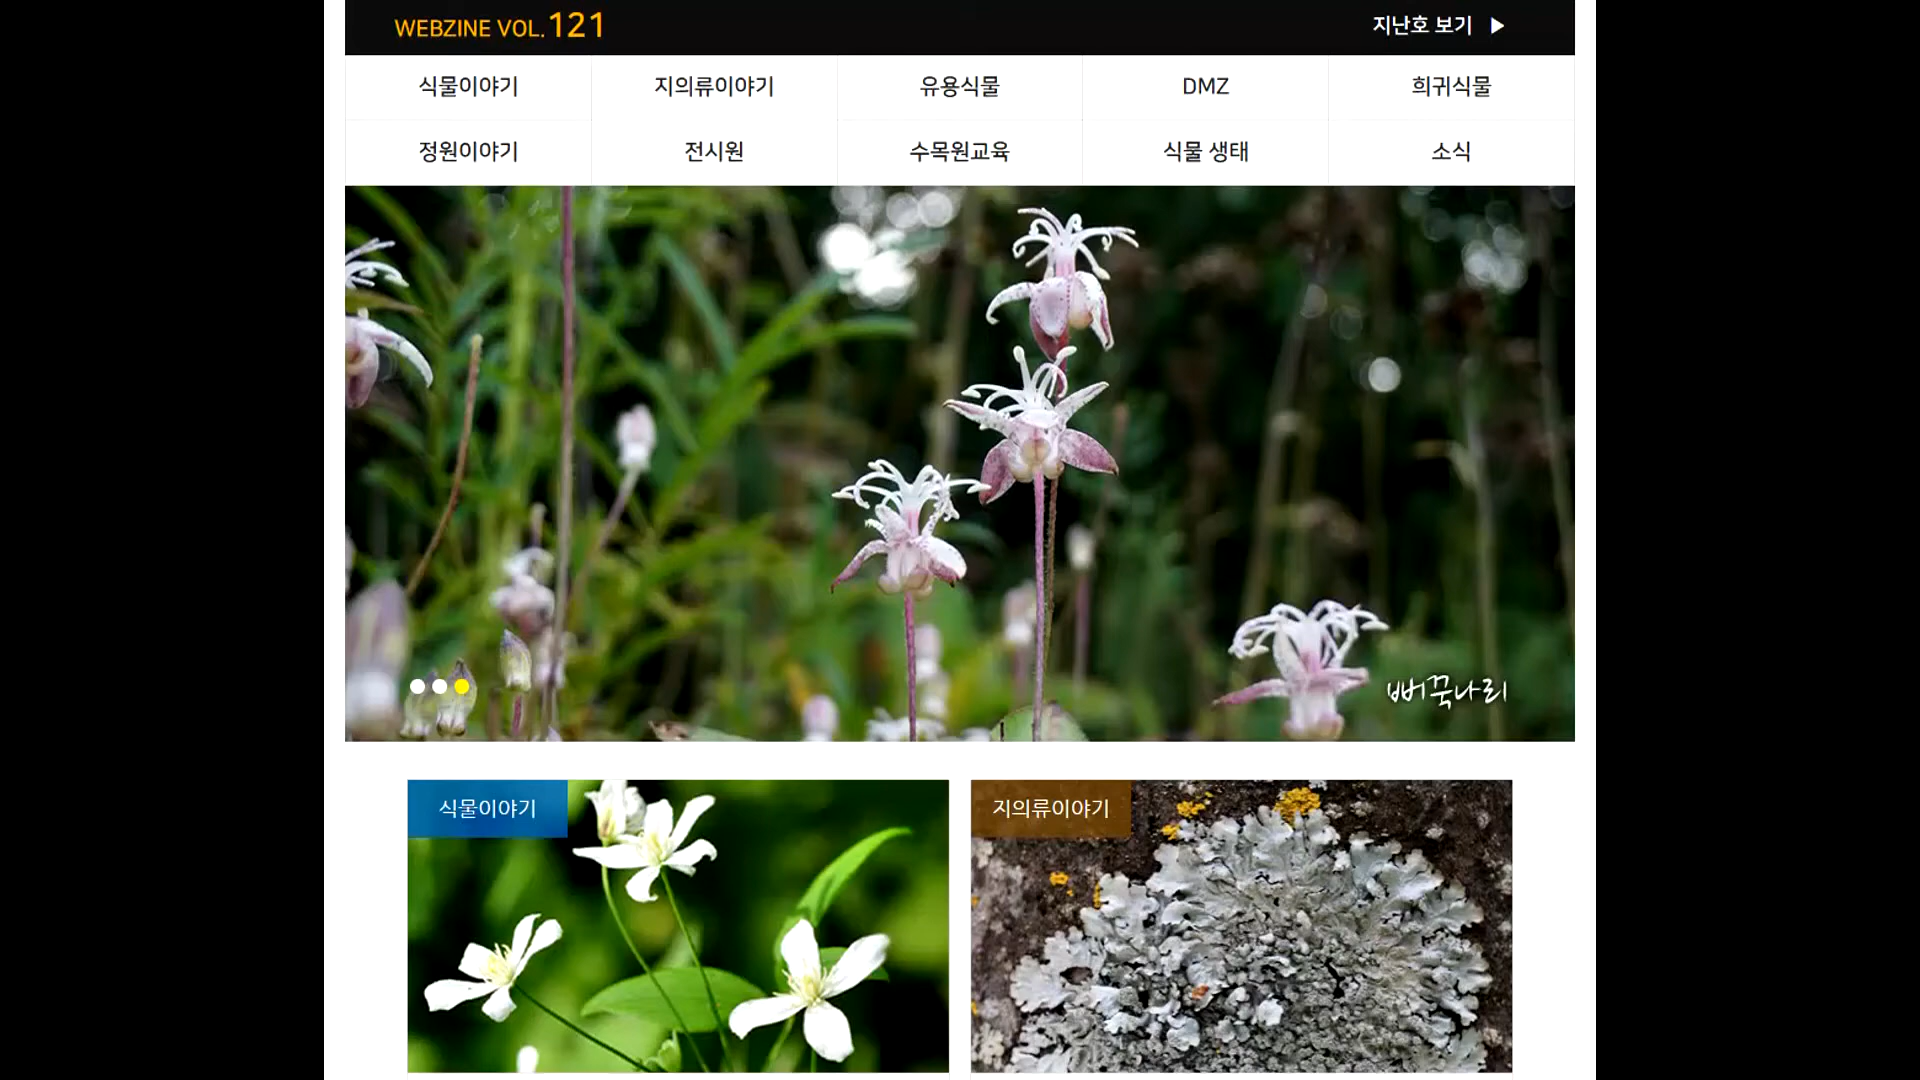 WEBZINE VOL.121
지난호 보기 ▶
식물이야기 지의류이야기 유용식물 DMZ 희귀식물
정원이야기 전시원 수목원교육 식물 생태 소식
뻐꾹나리
식물이야기
지의류이야기